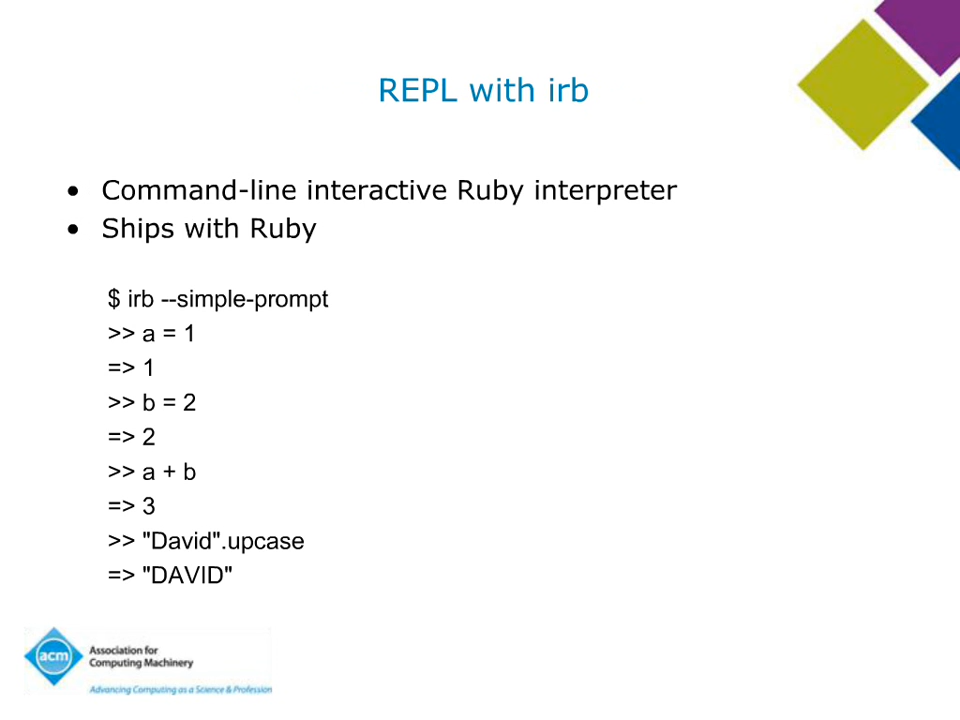 REPL with irb
• Command-line interactive Ruby interpreter
• Ships with Ruby
$ irb --simple-prompt
>> a = 1
=> 1
>> b = 2
=> 2
>> a + b
=> 3
>> "David".upcase
=> "DAVID"
acm
Association for
Computing Machinery
Advancing Computing as a Science & Profession